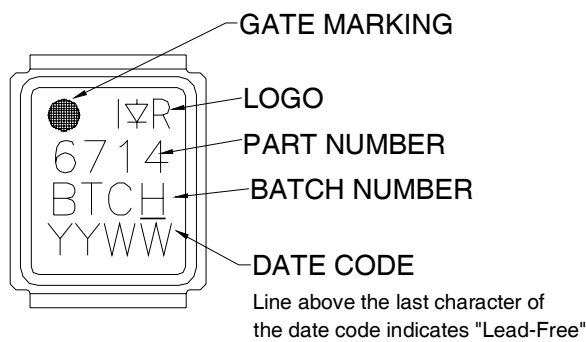 GATE MARKING
I R
LOGO
6714
PART NUMBER
BTCH
BATCH NUMBER
YYWW
DATE CODE
Line above the last character of
the date code indicates "Lead-Free"